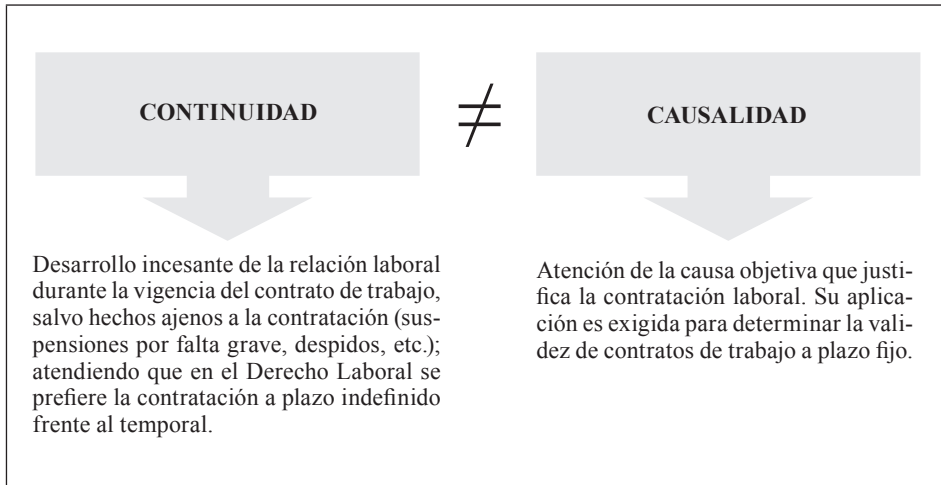 CONTINUIDAD
≠
CAUSALIDAD
Desarrollo incesante de la relación laboral
durante la vigencia del contrato de trabajo,
salvo hechos ajenos a la contratación (sus-
pensiones por falta grave, despidos, etc.);
atendiendo que en el Derecho Laboral se
prefiere la contratación a plazo indefinido
frente al temporal.
Atención de la causa objetiva que justi-
fica la contratación laboral. Su aplica-
ción es exigida para determinar la vali-
dez de contratos de trabajo a plazo fijo.